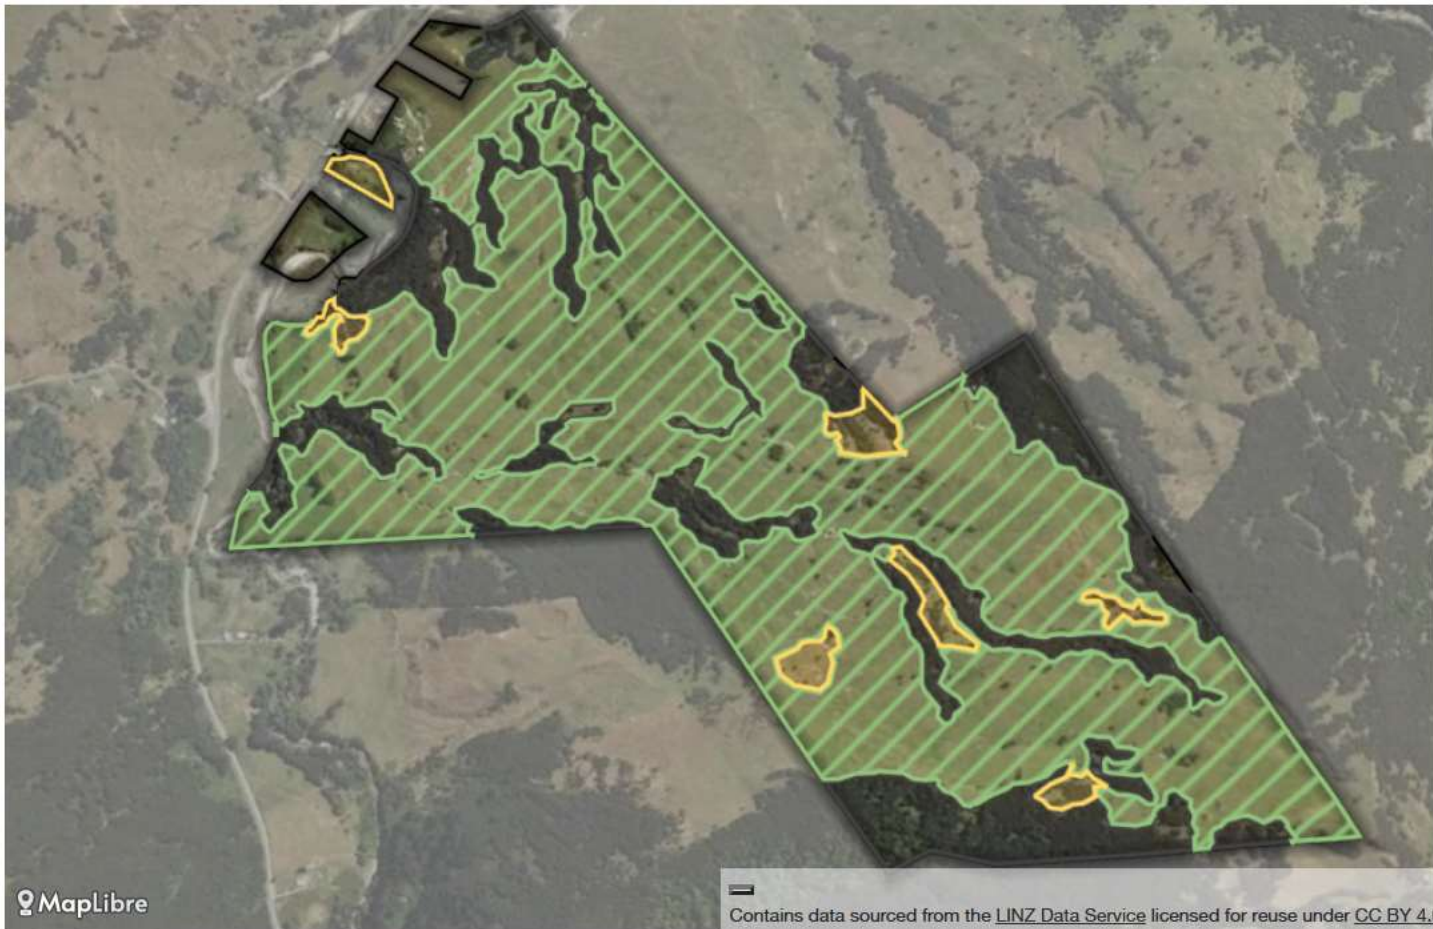 MapLibre
Contains data sourced from the LINZ Data Service licensed for reuse under CC BY 4.